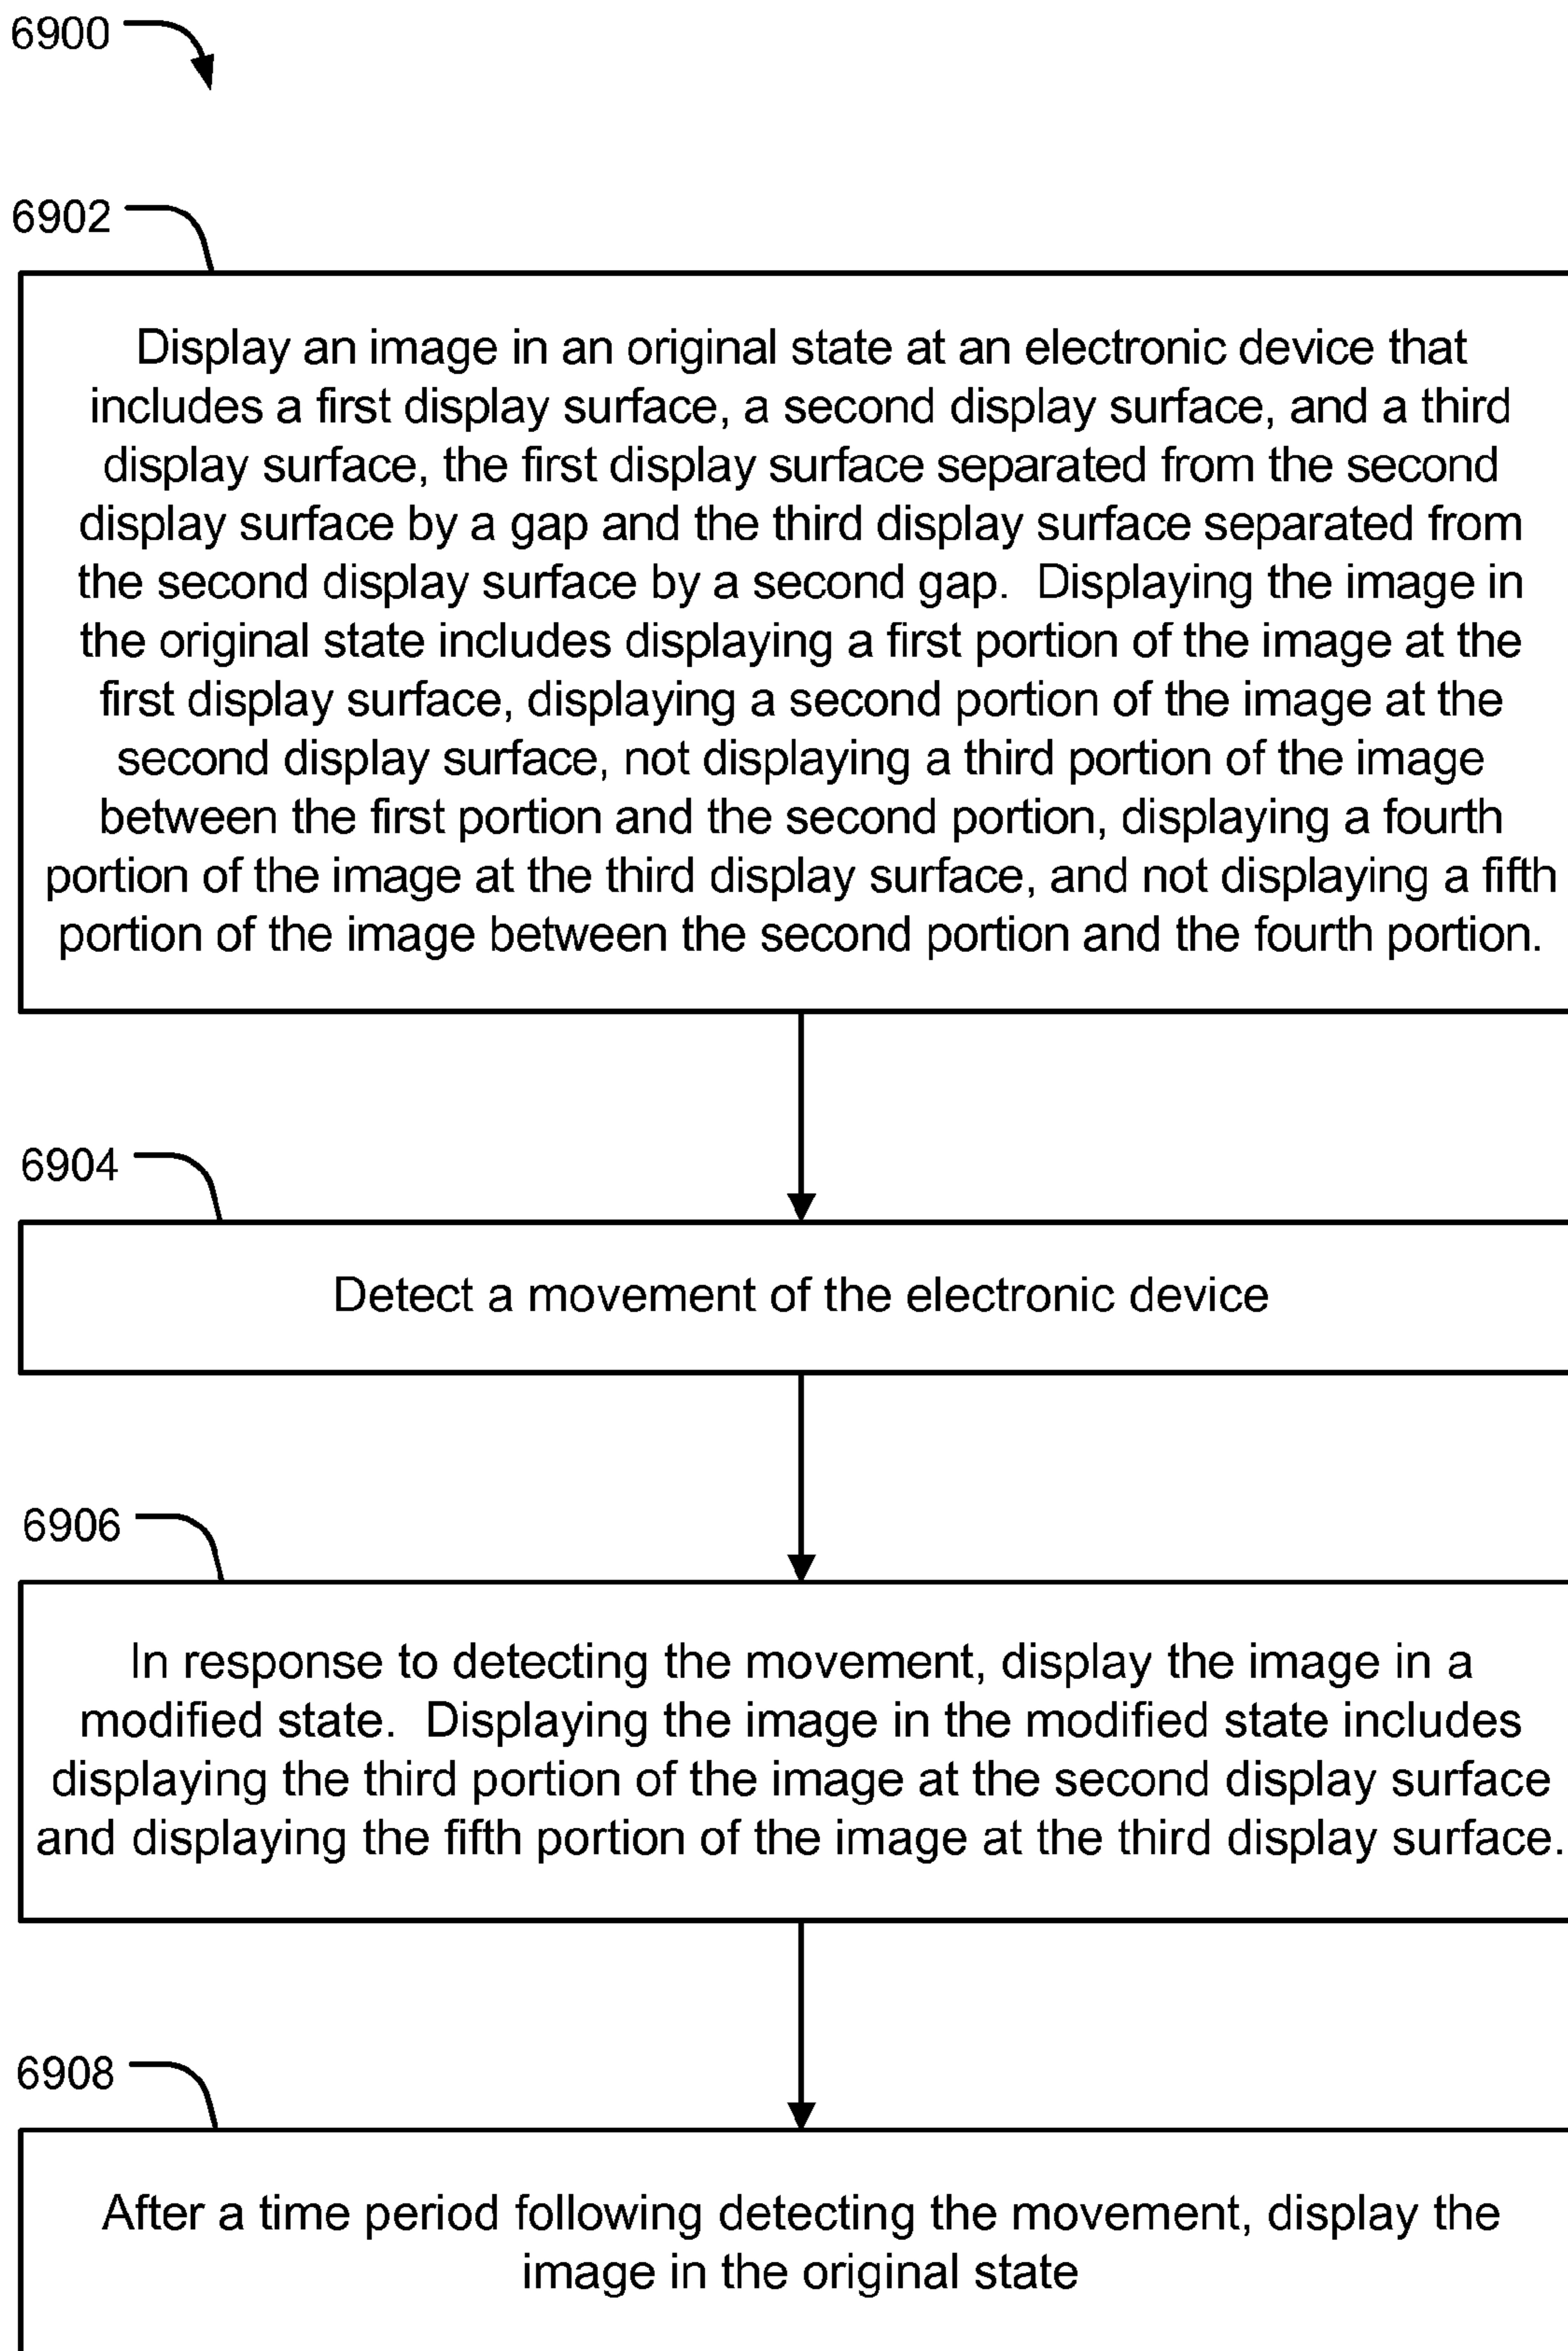 6900
6902
Display an image in an original state at an electronic device that
includes a first display surface, a second display surface, and a third
display surface, the first display surface separated from the second
display surface by a gap and the third display surface separated from
the second display surface by a second gap.  Displaying the image in
the original state includes displaying a first portion of the image at the
first display surface, displaying a second portion of the image at the
second display surface, not displaying a third portion of the image
between the first portion and the second portion, displaying a fourth
portion of the image at the third display surface, and not displaying a fifth
portion of the image between the second portion and the fourth portion.
6904
Detect a movement of the electronic device
6906
In response to detecting the movement, display the image in a
modified state.  Displaying the image in the modified state includes
displaying the third portion of the image at the second display surface
and displaying the fifth portion of the image at the third display surface.
6908
After a time period following detecting the movement, display the
image in the original state